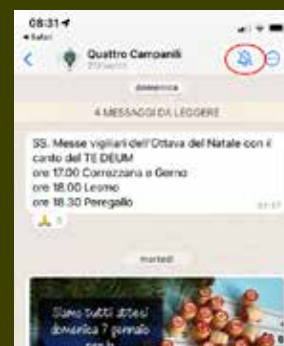 08:31
Safari
Quattro Campanili
domenica
4 MESSAGGI DA LEGGERE
SS. Messe vigiliari dell'Ottava del Natale con il
canto del TE DEUM
ore 17.00 Correzzana e Gerno
ore 18.00 Lesmo
ore 18.30 Peregallo
martedì
Siamo tutti attesi
domenica 7 gennaio